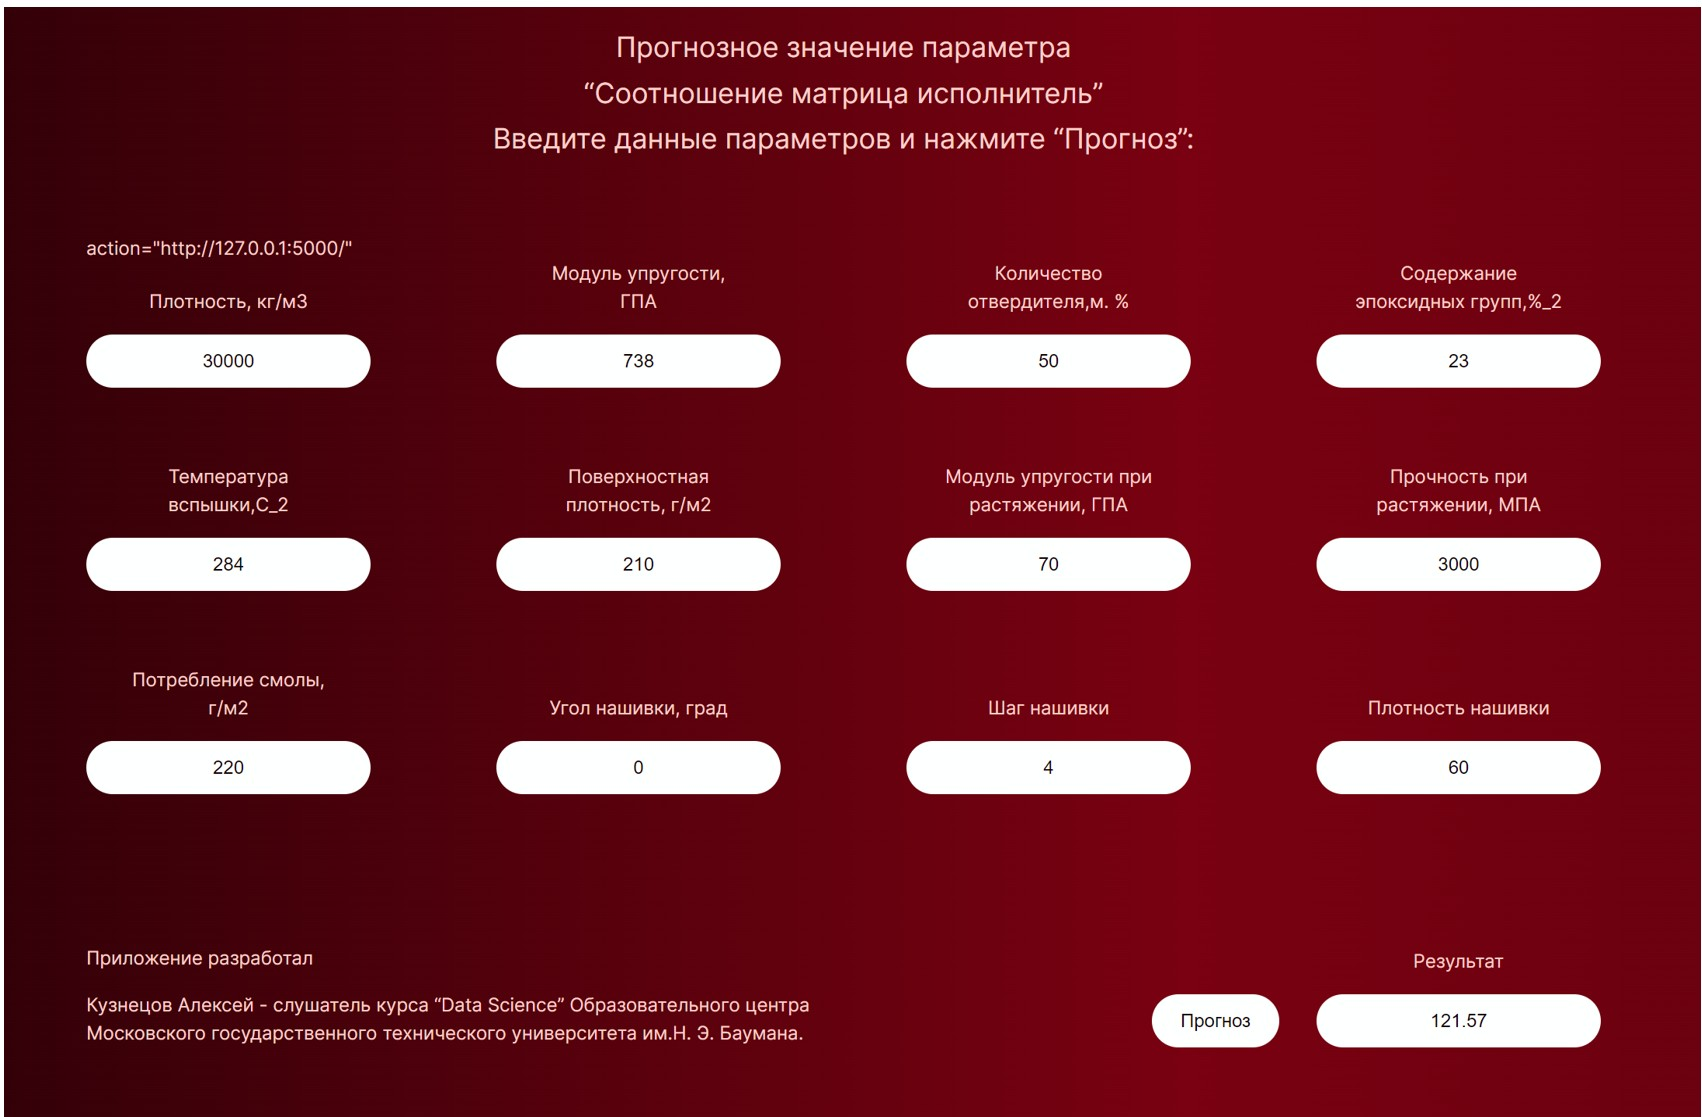 Прогнозное значение параметра
“Соотношение матрица исполнитель”
Введите данные параметров и нажмите “Прогноз”:
action="http://127.0.0.1:5000/"
Плотность, кг/м3
30000
Модуль упругости,
ГПА
738
Количество
отвердителя,м. %
50
Содержание
эпоксидных групп,%_2
23
Температура
вспышки,С_2
284
Поверхностная
плотность, г/м2
210
Модуль упругости при
растяжении, ГПА
70
Прочность при
растяжении, МПА
3000
Потребление смолы,
г/м2
220
Угол нашивки, град
0
Шаг нашивки
4
Плотность нашивки
60
Приложение разработал
Кузнецов Алексей - слушатель курса “Data Science” Образовательного центра
Московского государственного технического университета им.Н. Э. Баумана.
Прогноз
Результат
121.57